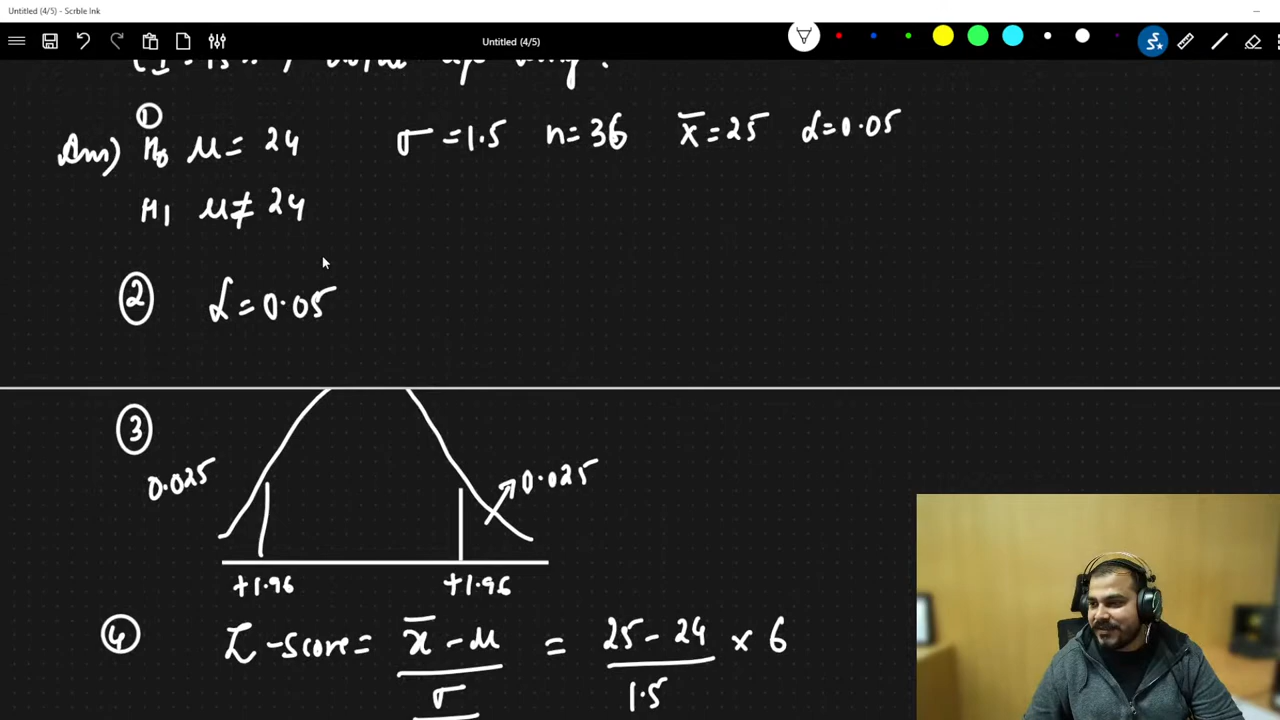 Untitled (4/5) - Scrble Ink
Untitled (4/5)
①
Ans) H0 μ = 24 σ = 1.5 n = 36 x̄ = 25 α = 0.05
H1 μ ≠ 24
② α = 0.05
③
0.025 0.025
+1.96 +1.96
④ Z-score = x̄ - μ = 25 - 24 × 6
σ 1.5